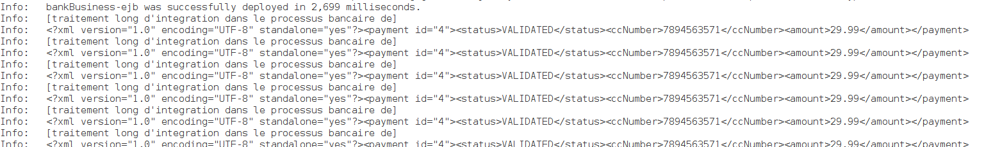 Info: bankBusiness-ejb was successfully deployed in 2,699 milliseconds.
Info: [traitement long d'integration dans le processus bancaire de]
Info: <?xml version="1.0" encoding="UTF-8" standalone="yes"?><payment id="4"><status>VALIDATED</status><ccNumber>7894563571</ccNumber><amount>29.99</amount></payment>
Info: [traitement long d'integration dans le processus bancaire de]
Info: <?xml version="1.0" encoding="UTF-8" standalone="yes"?><payment id="4"><status>VALIDATED</status><ccNumber>7894563571</ccNumber><amount>29.99</amount></payment>
Info: [traitement long d'integration dans le processus bancaire de]
Info: <?xml version="1.0" encoding="UTF-8" standalone="yes"?><payment id="4"><status>VALIDATED</status><ccNumber>7894563571</ccNumber><amount>29.99</amount></payment>
Info: [traitement long d'integration dans le processus bancaire de]
Info: <?xml version="1.0" encoding="UTF-8" standalone="yes"?><payment id="4"><status>VALIDATED</status><ccNumber>7894563571</ccNumber><amount>29.99</amount></payment>
Info: [traitement long d'integration dans le processus bancaire de]
Info: <?xml version="1.0" encoding="UTF-8" standalone="yes"?><payment id="4"><status>VALIDATED</status><ccNumber>7894563571</ccNumber><amount>29.99</amount></payment>
Info: [traitement long d'integration dans le processus bancaire de]
Info: <?xml version="1.0" encoding="UTF-8" standalone="yes"?><payment id="4"><status>VALIDATED</status><ccNumber>7894563571</ccNumber><amount>29.99</amount></payment>